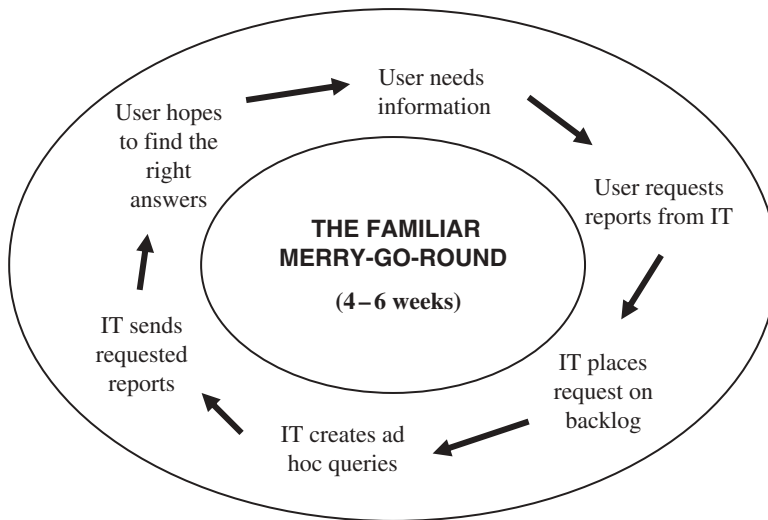 User needs
information
User requests
reports from IT
IT places
request on
backlog
IT creates ad
hoc queries
IT sends
requested
reports
User hopes
to find the
right
answers
THE FAMILIAR
MERRY-GO-ROUND
(4–6 weeks)